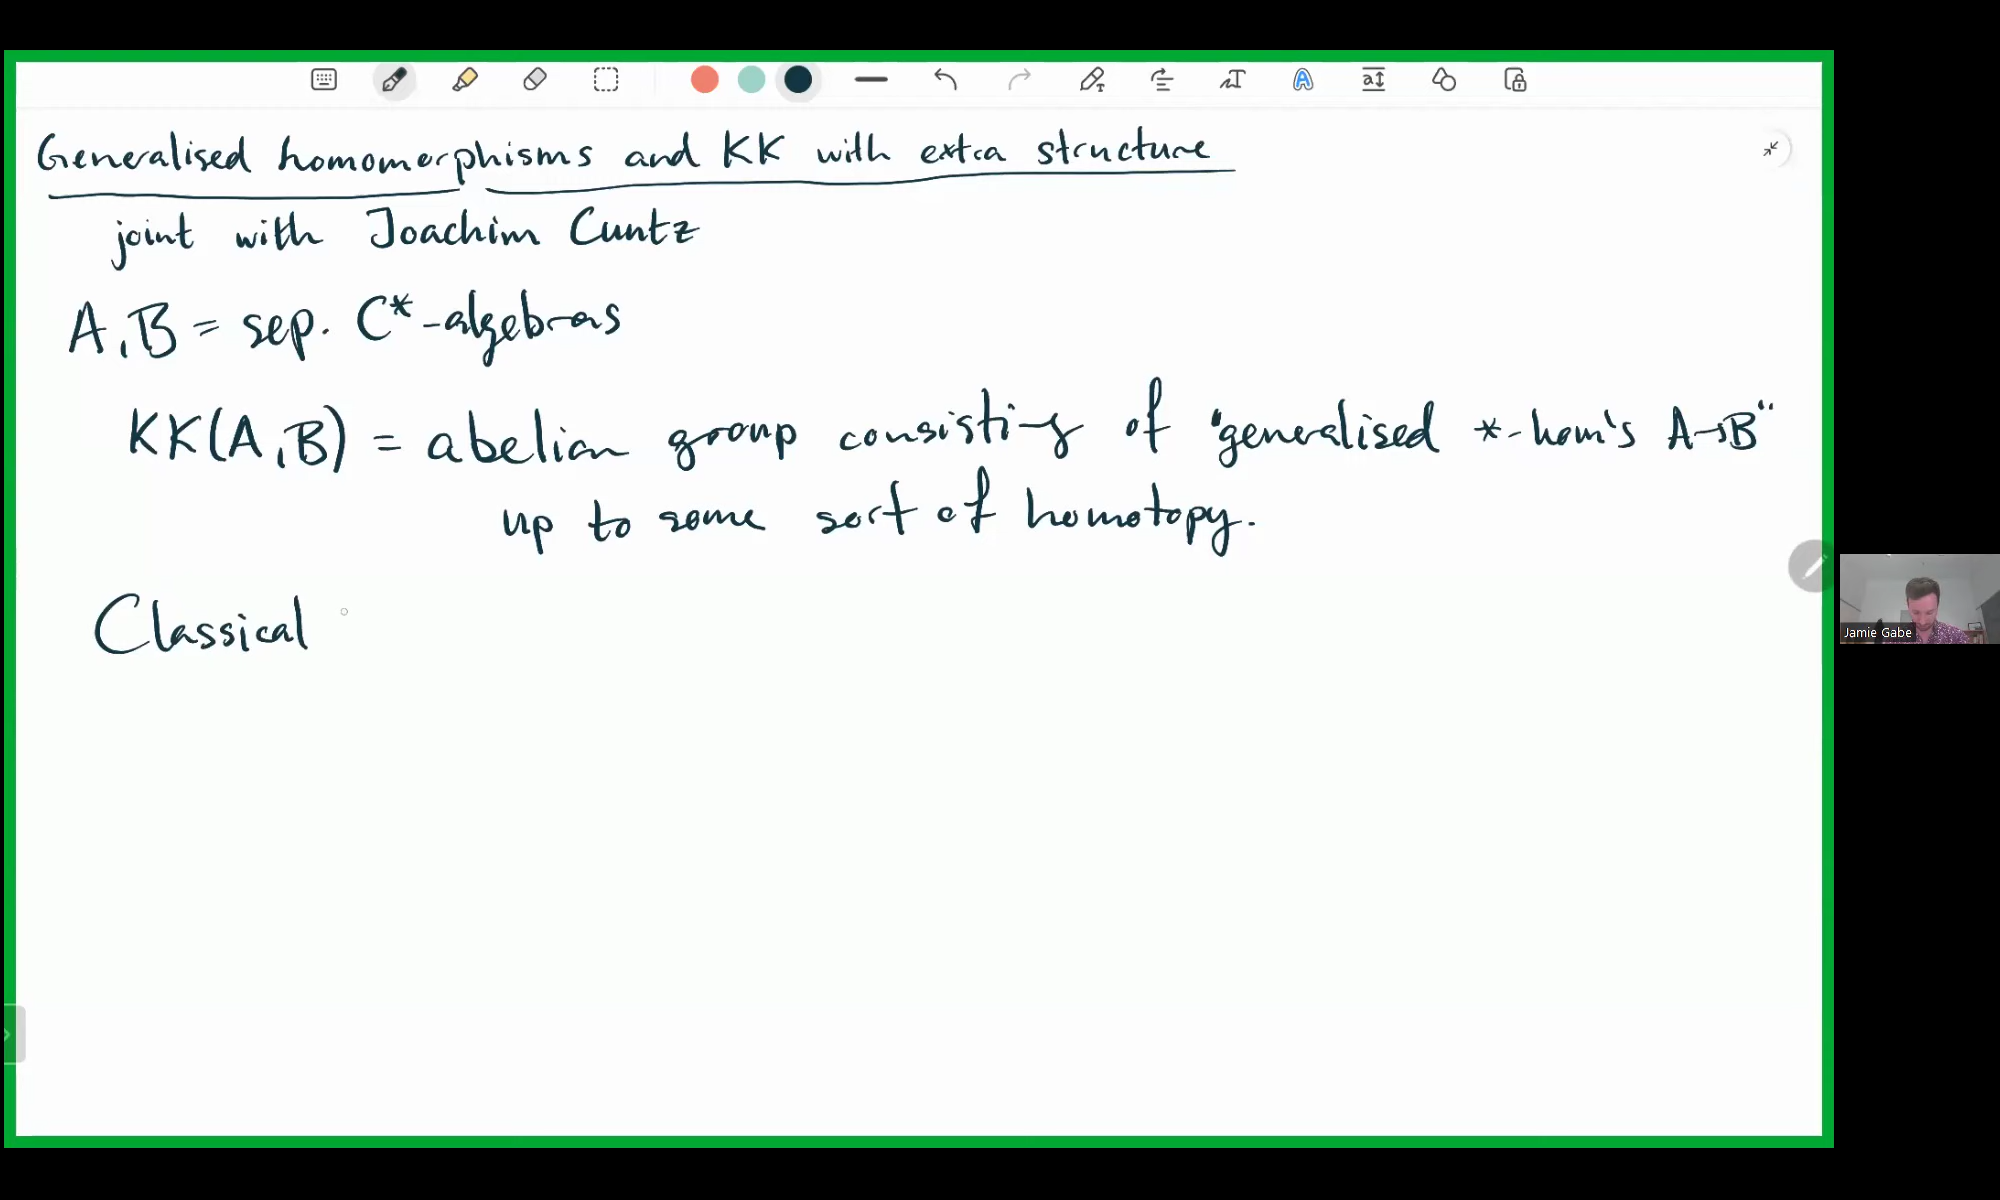 Generalised homomorphisms and KK with extra structure
joint with Joachim Cuntz
A, B = sep. C*-algebras
KK(A, B) = abelian group consisting of "generalised *-hom's A→B"
up to some sort of homotopy.
Classical
Jamie Gabe